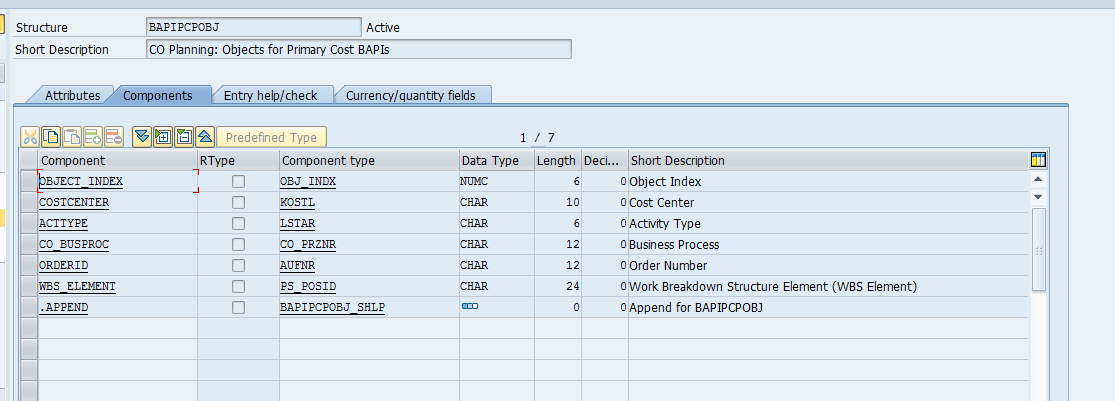 Structure BAPIPCPOBJ Active
Short Description CO Planning: Objects for Primary Cost BAPIs
Attributes Components Entry help/check Currency/quantity fields
Predefined Type 1 / 7
Component RType Component type Data Type Length Deci... Short Description
OBJECT_INDEX OBJ_INDX NUMC 6 0 Object Index
COSTCENTER KOSTL CHAR 10 0 Cost Center
ACTTYPE LSTAR CHAR 6 0 Activity Type
CO_BUSPROC CO_PRZNR CHAR 12 0 Business Process
ORDERID AUFNR CHAR 12 0 Order Number
WBS_ELEMENT PS_POSID CHAR 24 0 Work Breakdown Structure Element (WBS Element)
.APPEND BAPIPCPOBJ_SHLP 0 0 Append for BAPIPCPOBJ